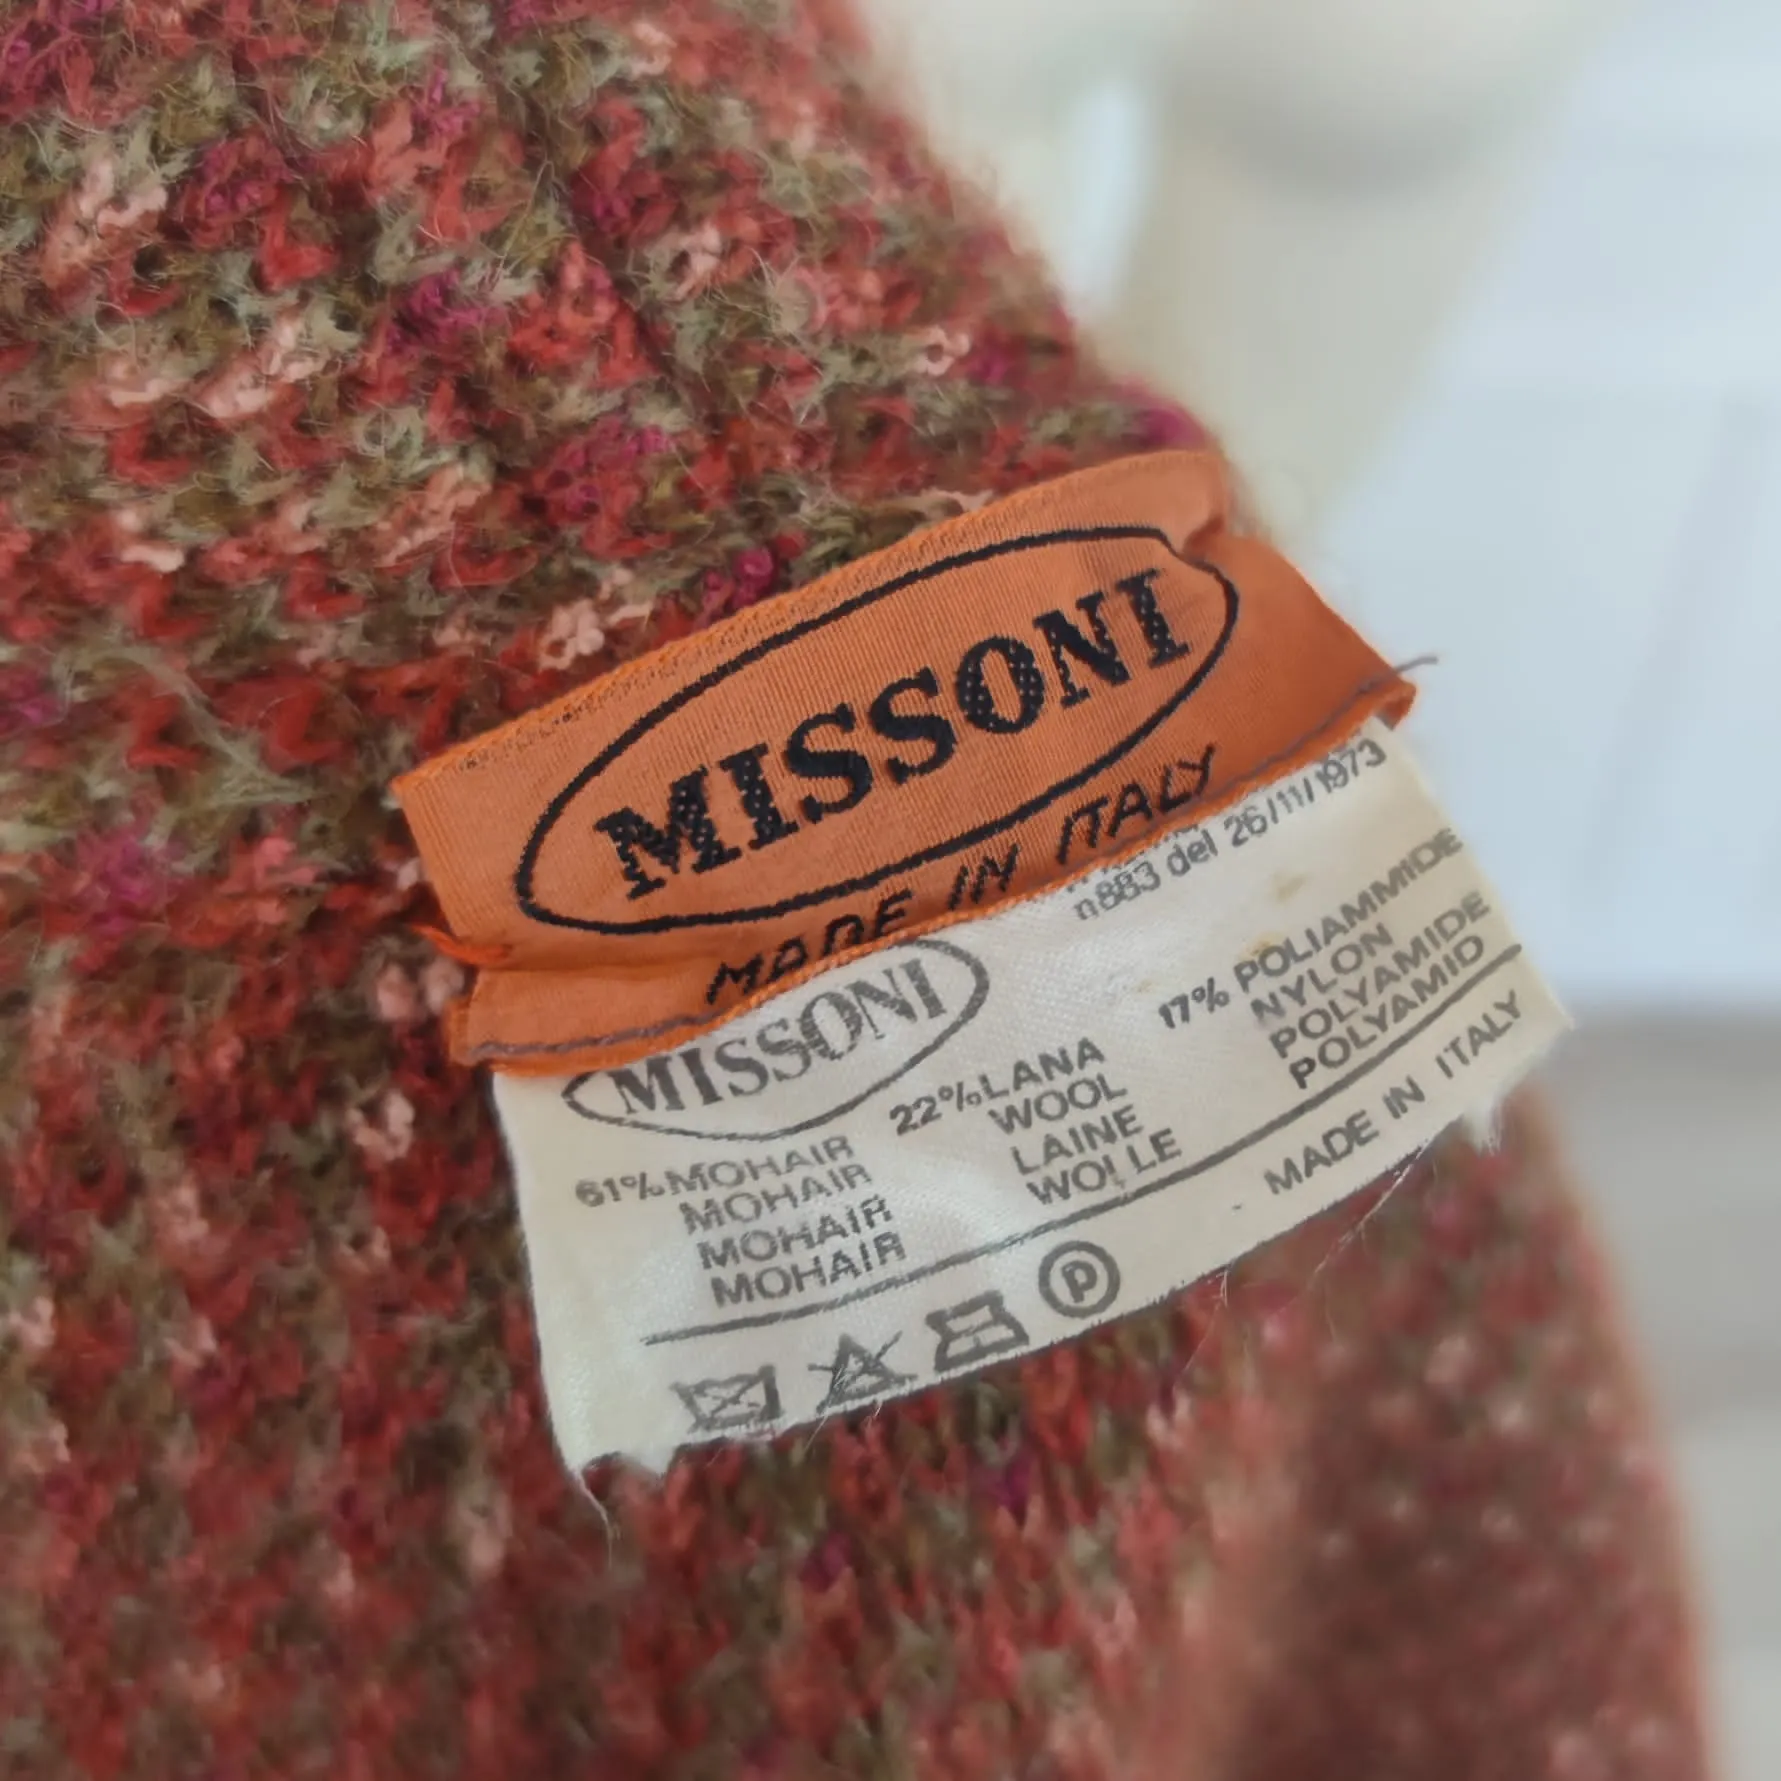 MISSONI
MADE IN ITALY
n883 del 26/11/1973
MISSONI
61% MOHAIR
MOHAIR
MOHAIR
MOHAIR
22% LANA
WOOL
LAINE
WOLLE
17% POLIAMMIDE
NYLON
POLYAMIDE
POLYAMID
MADE IN ITALY
P